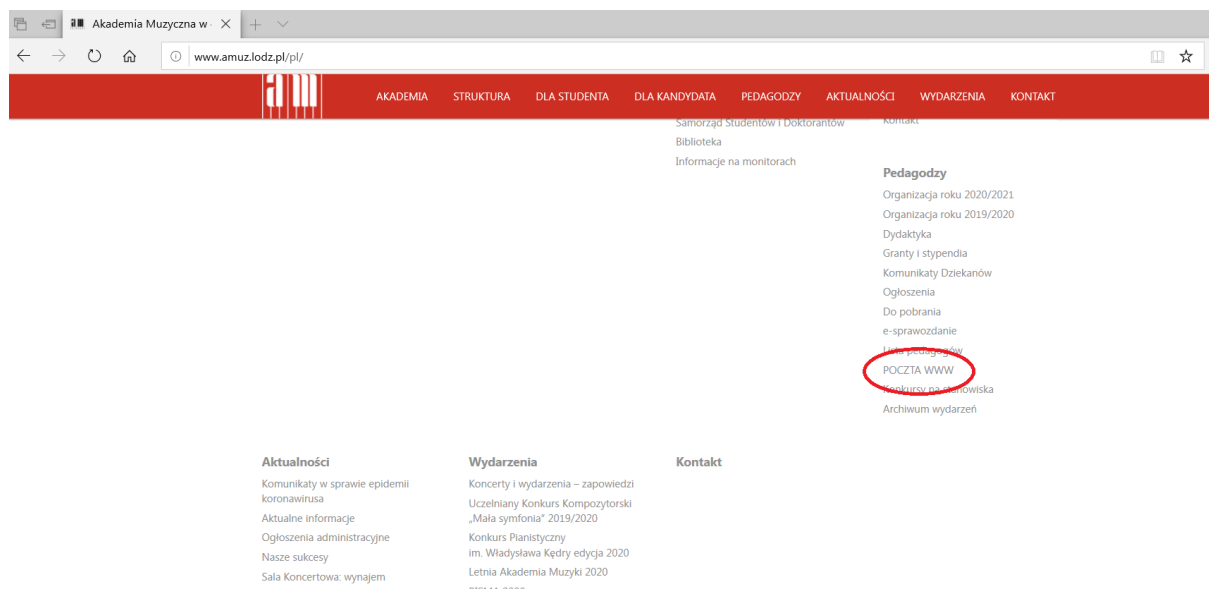 Akademia Muzyczna w
www.amuz.lodz.pl/pl/
am
AKADEMIA STRUKTURA DLA STUDENTA DLA KANDYDATA PEDAGODZY AKTUALNOŚCI WYDARZENIA KONTAKT
Samorząd Studentów i Doktorantów
Biblioteka
Informacje na monitorach
Kontakt
Pedagodzy
Organizacja roku 2020/2021
Organizacja roku 2019/2020
Dydaktyka
Granty i stypendia
Komunikaty Dziekanów
Ogłoszenia
Do pobrania
e-sprawozdanie
Lista pedagogów
POCZTA WWW
Konkursy na stanowiska
Archiwum wydarzeń
Aktualności
Komunikaty w sprawie epidemii
koronawirusa
Aktualne informacje
Ogłoszenia administracyjne
Nasze sukcesy
Sala Koncertowa: wynajem
Wydarzenia
Koncerty i wydarzenia – zapowiedzi
Uczelniany Konkurs Kompozytorski
„Mała symfonia” 2019/2020
Konkurs Pianistyczny
im. Władysława Kędry edycja 2020
Letnia Akademia Muzyki 2020
Kontakt